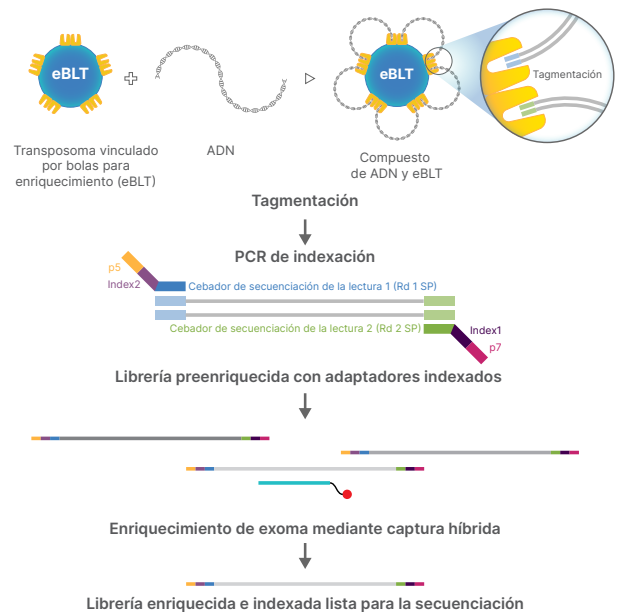 eBLT
eBLT
Tagmentación
Transposoma vinculado
por bolas para
enriquecimiento (eBLT)
ADN
Compuesto
de ADN y eBLT
Tagmentación
PCR de indexación
p5
Index2
Cebador de secuenciación de la lectura 1 (Rd 1 SP)
Cebador de secuenciación de la lectura 2 (Rd 2 SP)
Index1
p7
Librería preenriquecida con adaptadores indexados
Enriquecimiento de exoma mediante captura híbrida
Librería enriquecida e indexada lista para la secuenciación